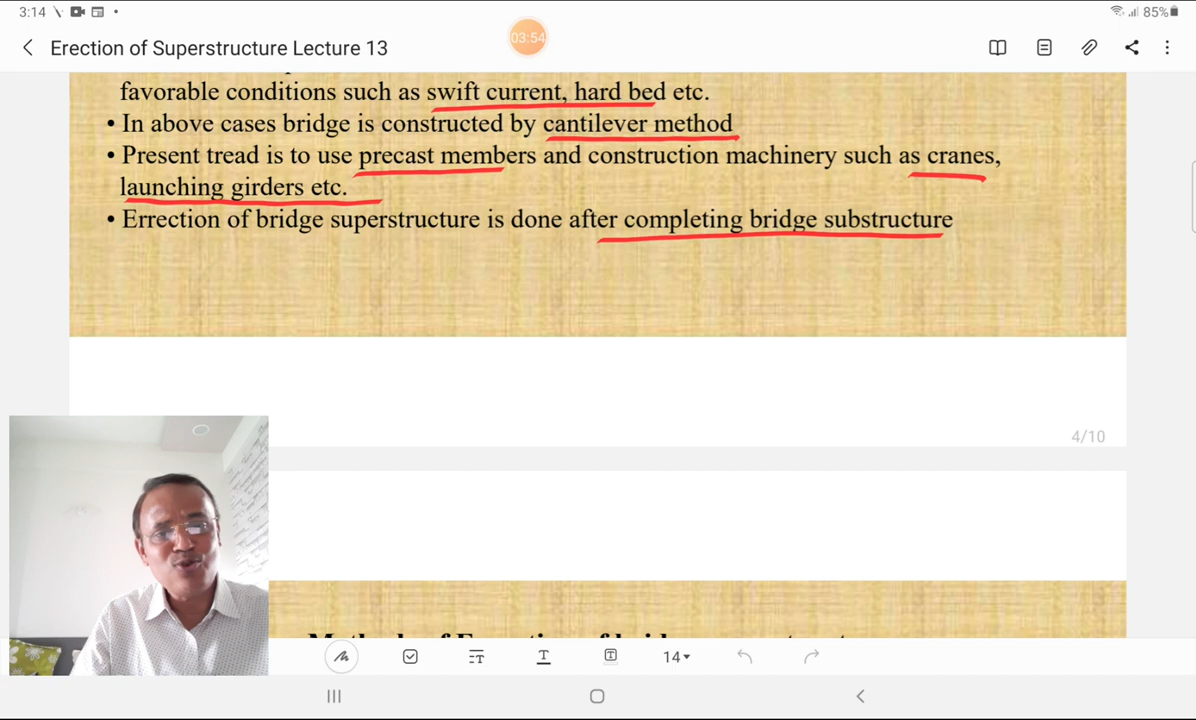 3:14
85%
03:54
Erection of Superstructure Lecture 13
favorable conditions such as swift current, hard bed etc.
• In above cases bridge is constructed by cantilever method
• Present tread is to use precast members and construction machinery such as cranes,
launching girders etc.
• Errection of bridge superstructure is done after completing bridge substructure
4/10
14